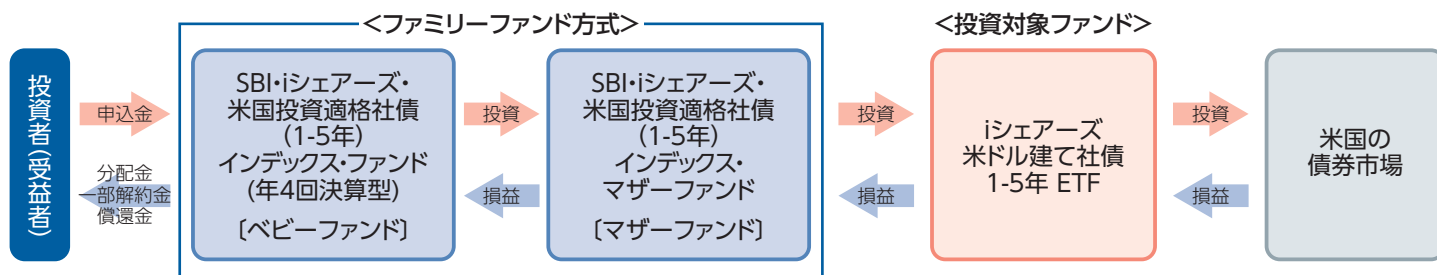 ＜ファミリーファンド方式＞
＜投資対象ファンド＞
投資者（受益者）
申込金
分配金
一部解約金
償還金
SBI・iシェアーズ・
米国投資適格社債
(1-5年)
インデックス・ファンド
(年4回決算型)
〔ベビーファンド〕
投資
損益
SBI・iシェアーズ・
米国投資適格社債
(1-5年)
インデックス・
マザーファンド
〔マザーファンド〕
投資
損益
iシェアーズ
米ドル建て社債
1-5年 ETF
投資
損益
米国の
債券市場